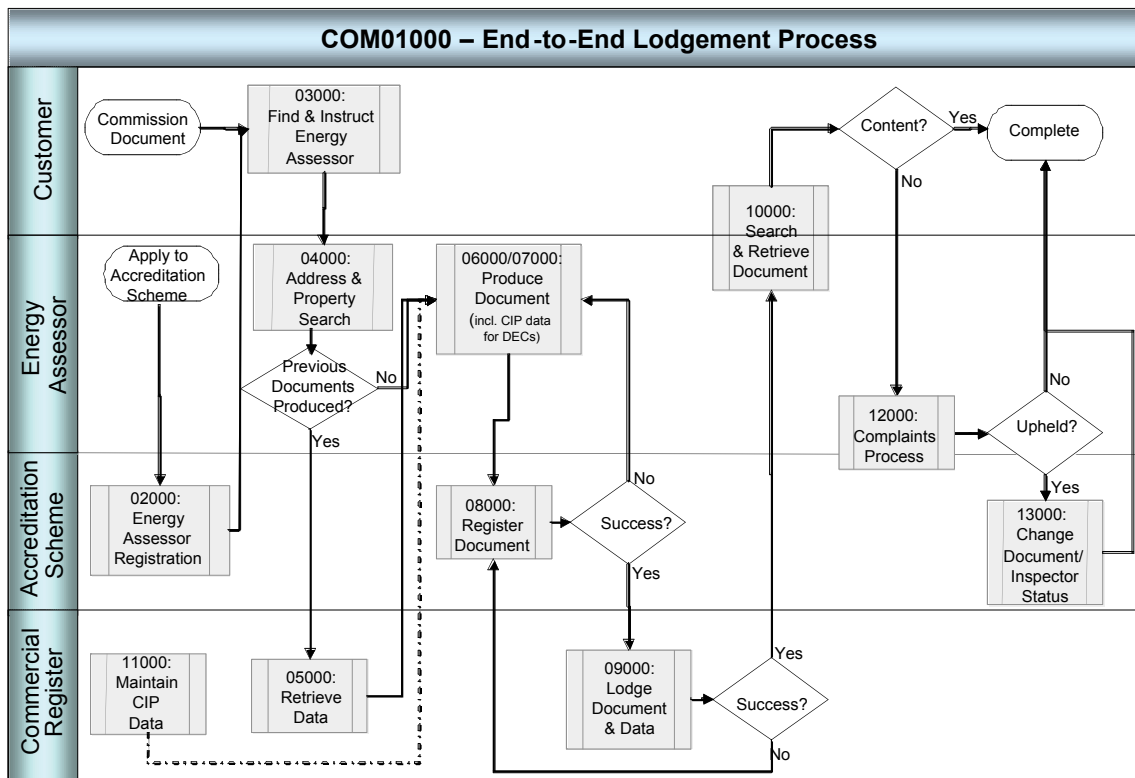 COM01000 – End-to-End Lodgement Process
Customer
Commission
Document
03000:
Find & Instruct
Energy
Assessor
Content?
Yes
No
Complete
10000:
Search
& Retrieve
Document
Energy
Assessor
Apply to
Accreditation
Scheme
04000:
Address &
Property
Search
Previous
Documents
Produced?
No
Yes
06000/07000:
Produce
Document
(incl. CIP data
for DECs)
12000:
Complaints
Process
Upheld?
No
Yes
Accreditation
Scheme
02000:
Energy
Assessor
Registration
08000:
Register
Document
Success?
No
Yes
13000:
Change
Document/
Inspector
Status
Commercial
Register
11000:
Maintain
CIP
Data
05000:
Retrieve
Data
09000:
Lodge
Document
& Data
Success?
Yes
No